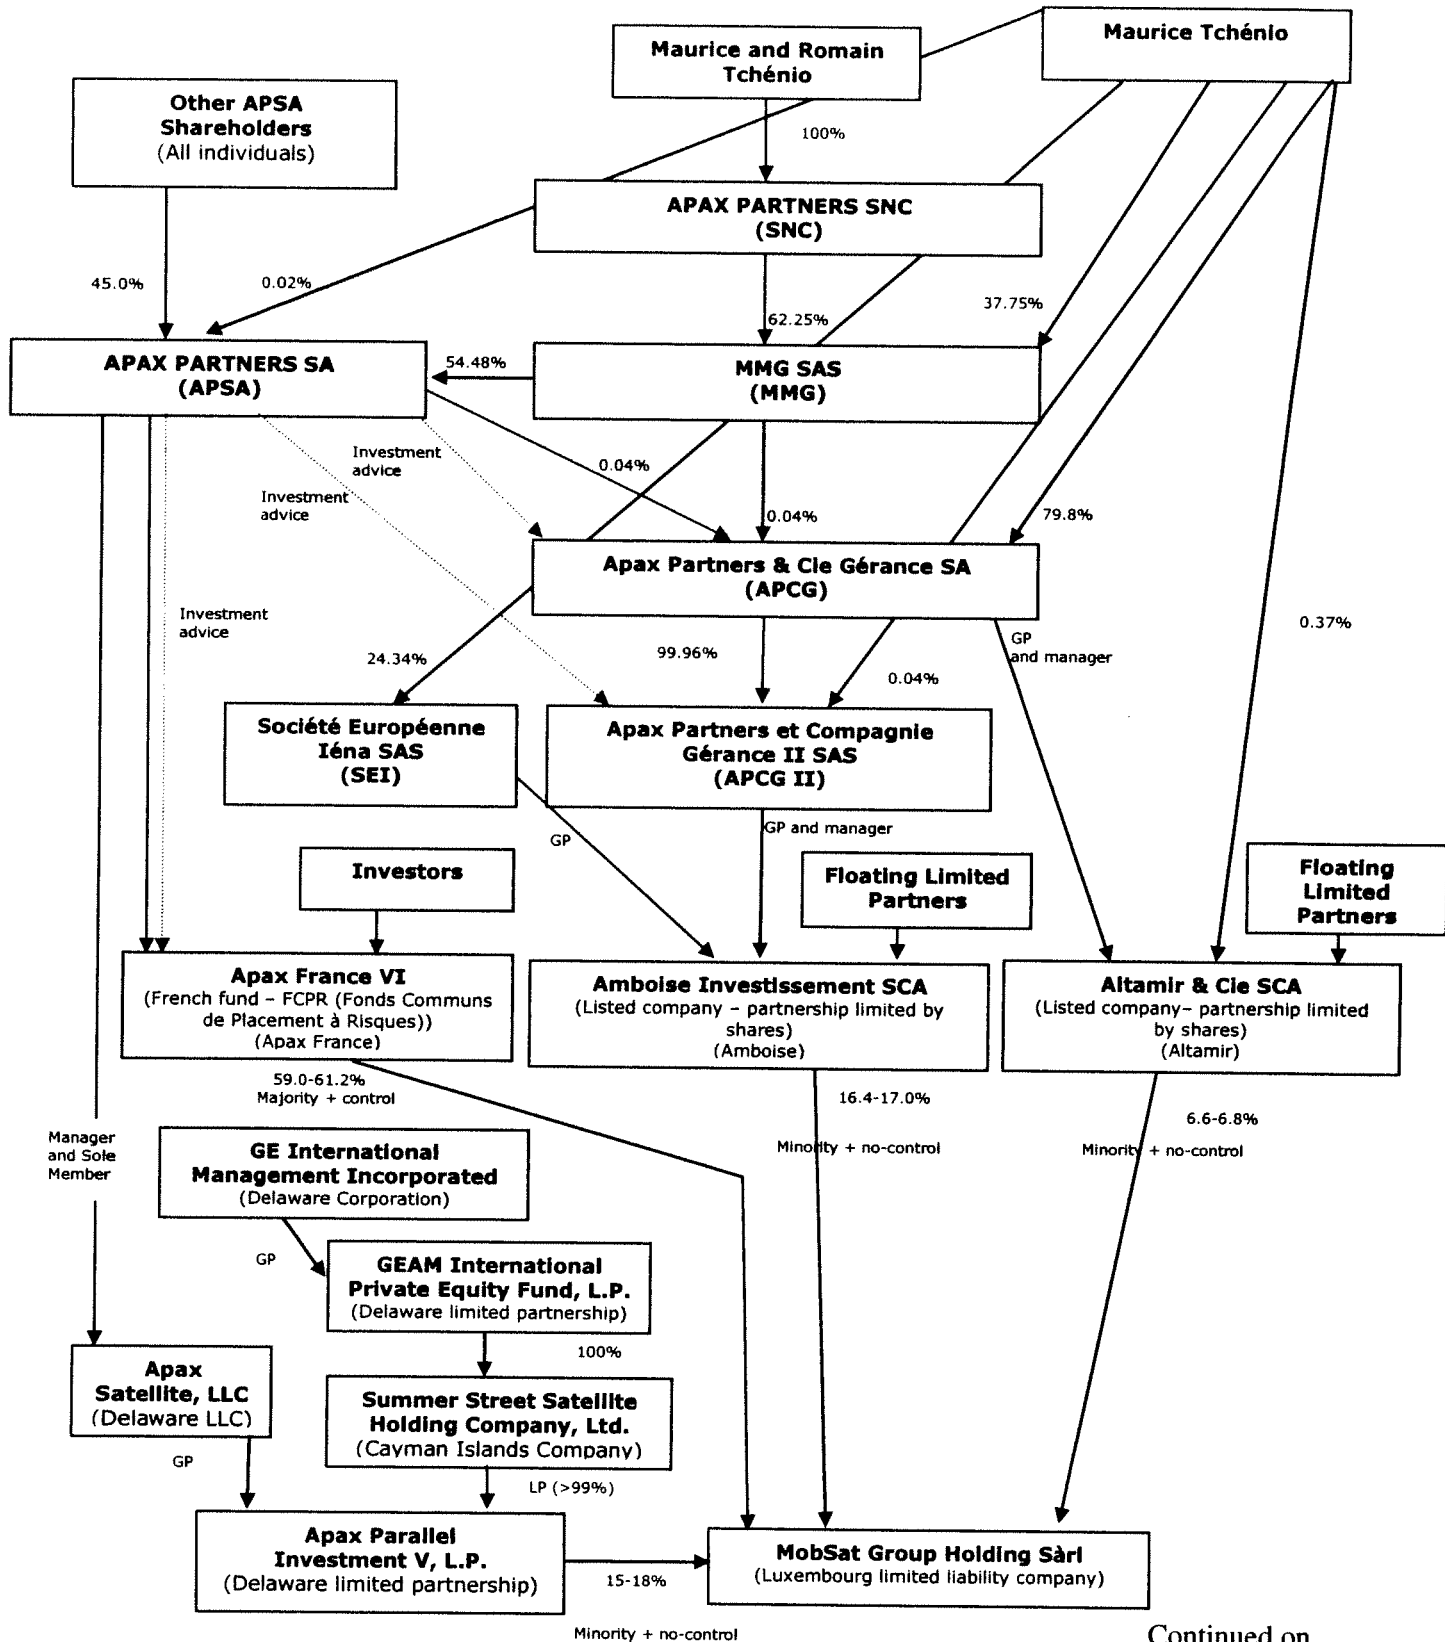 Maurice Tchénio
Maurice and Romain
Tchénio
Other APSA
Shareholders
(All individuals)
100%
APAX PARTNERS SNC
(SNC)
45.0%
0.02%
62.25%
37.75%
APAX PARTNERS SA
(APSA)
54.48%
MMG SAS
(MMG)
Investment
advice
0.04%
Investment
advice
0.04%
79.8%
Apax Partners & Cie Gérance SA
(APCG)
Investment
advice
24.34%
99.96%
0.04%
GP
and manager
0.37%
Société Européenne
Iéna SAS
(SEI)
Apax Partners et Compagnie
Gérance II SAS
(APCG II)
GP
GP and manager
Investors
Floating Limited
Partners
Floating
Limited
Partners
Apax France VI
(French fund – FCPR (Fonds Communs
de Placement à Risques))
(Apax France)
Amboise Investissement SCA
(Listed company – partnership limited by
shares)
(Amboise)
Altamir & Cie SCA
(Listed company– partnership limited
by shares)
(Altamir)
59.0-61.2%
Majority + control
16.4-17.0%
Minority + no-control
6.6-6.8%
Minority + no-control
Manager
and Sole
Member
GE International
Management Incorporated
(Delaware Corporation)
GP
GEAM International
Private Equity Fund, L.P.
(Delaware limited partnership)
100%
Apax
Satellite, LLC
(Delaware LLC)
Summer Street Satellite
Holding Company, Ltd.
(Cayman Islands Company)
GP
LP (>99%)
Apax Parallel
Investment V, L.P.
(Delaware limited partnership)
15-18%
MobSat Group Holding Sàrl
(Luxembourg limited liability company)
Minority + no-control
Continued on